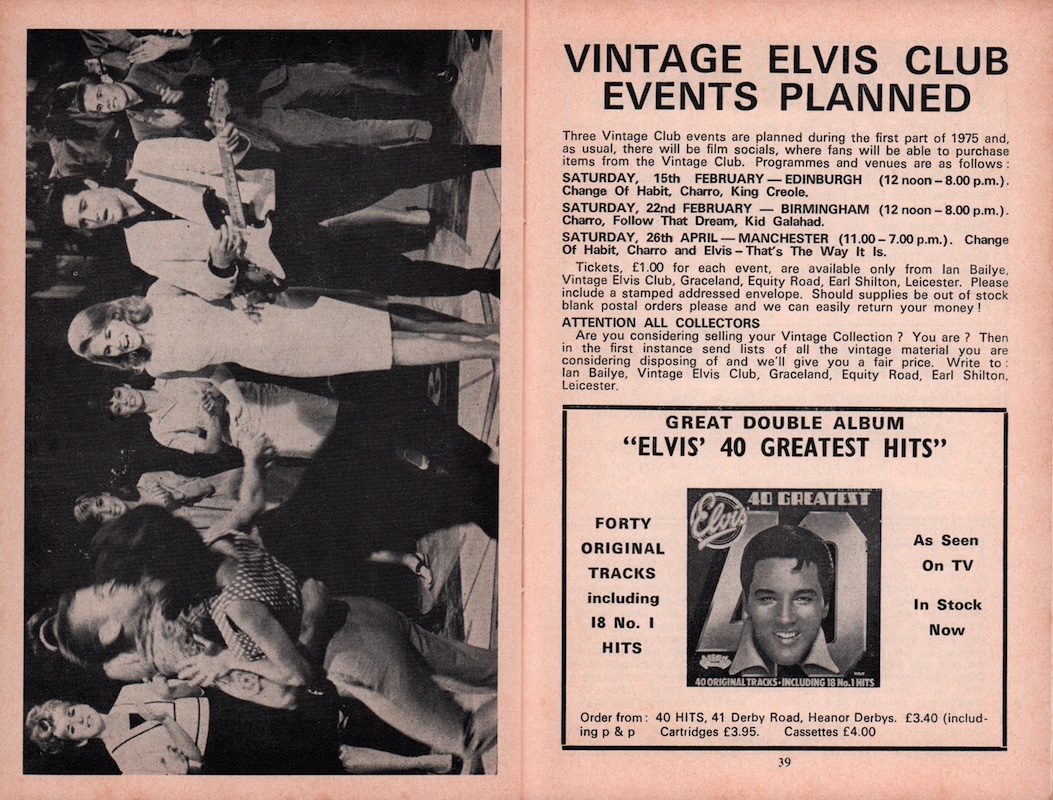 VINTAGE ELVIS CLUB
EVENTS PLANNED
Three Vintage Club events are planned during the first part of 1975 and,
as usual, there will be film socials, where fans will be able to purchase
items from the Vintage Club. Programmes and venues are as follows :
SATURDAY, 15th FEBRUARY — EDINBURGH (12 noon – 8.00 p.m.).
Change Of Habit, Charro, King Creole.
SATURDAY, 22nd FEBRUARY — BIRMINGHAM (12 noon – 8.00 p.m.).
Charro, Follow That Dream, Kid Galahad.
SATURDAY, 26th APRIL — MANCHESTER (11.00 – 7.00 p.m.). Change
Of Habit, Charro and Elvis – That's The Way It Is.
Tickets, £1.00 for each event, are available only from Ian Bailye,
Vintage Elvis Club, Graceland, Equity Road, Earl Shilton, Leicester. Please
include a stamped addressed envelope. Should supplies be out of stock
blank postal orders please and we can easily return your money !
ATTENTION ALL COLLECTORS
Are you considering selling your Vintage Collection ? You are ? Then
in the first instance send lists of all the vintage material you are
considering disposing of and we'll give you a fair price. Write to :
Ian Bailye, Vintage Elvis Club, Graceland, Equity Road, Earl Shilton,
Leicester.
GREAT DOUBLE ALBUM
“ELVIS' 40 GREATEST HITS”
FORTY
ORIGINAL
TRACKS
including
18 No. 1
HITS
40 GREATEST
Elvis
40
40 ORIGINAL TRACKS • INCLUDING 18 No.1 HITS
As Seen
On TV
In Stock
Now
Order from : 40 HITS, 41 Derby Road, Heanor Derbys. £3.40 (includ-
ing p & p Cartridges £3.95. Cassettes £4.00
39